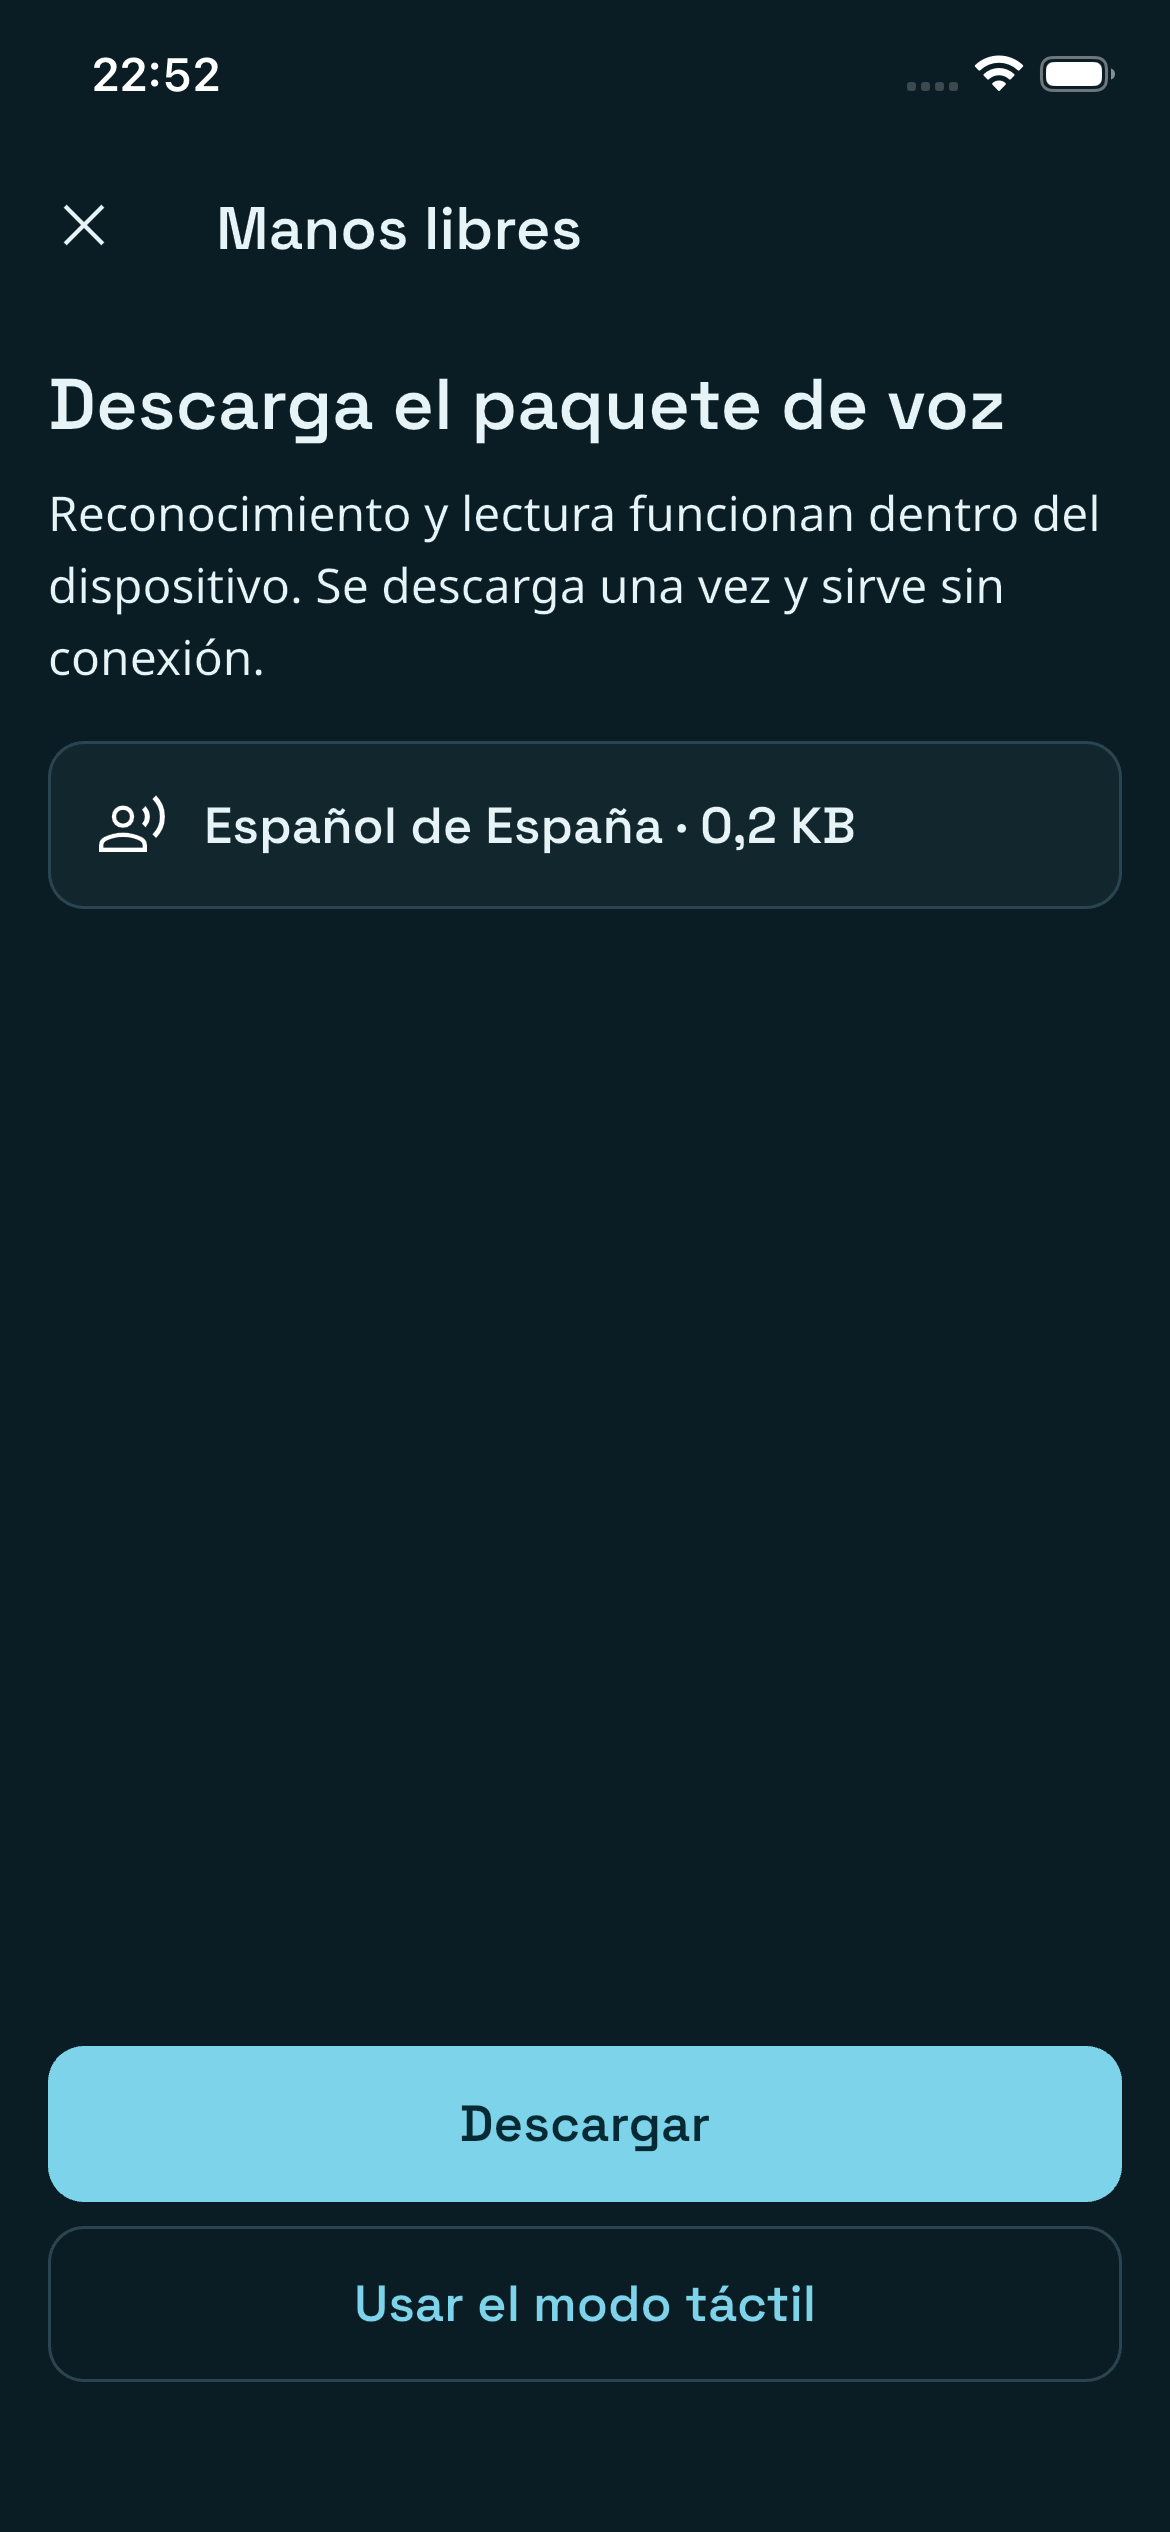 22:52
Manos libres
Descarga el paquete de voz
Reconocimiento y lectura funcionan dentro del
dispositivo. Se descarga una vez y sirve sin
conexión.
Español de España · 0,2 KB
Descargar
Usar el modo táctil